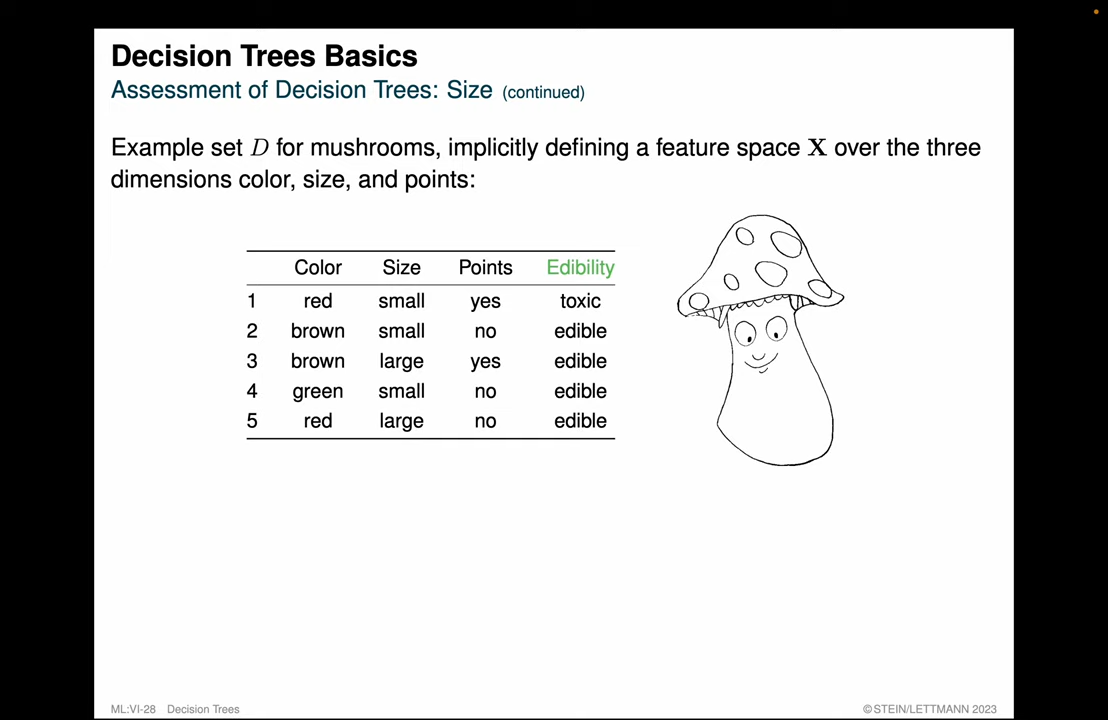 Decision Trees Basics
Assessment of Decision Trees: Size (continued)
Example set D for mushrooms, implicitly defining a feature space X over the three
dimensions color, size, and points:
Color Size Points Edibility
1 red small yes toxic
2 brown small no edible
3 brown large yes edible
4 green small no edible
5 red large no edible
ML:VI-28 Decision Trees ©STEIN/LETTMANN 2023